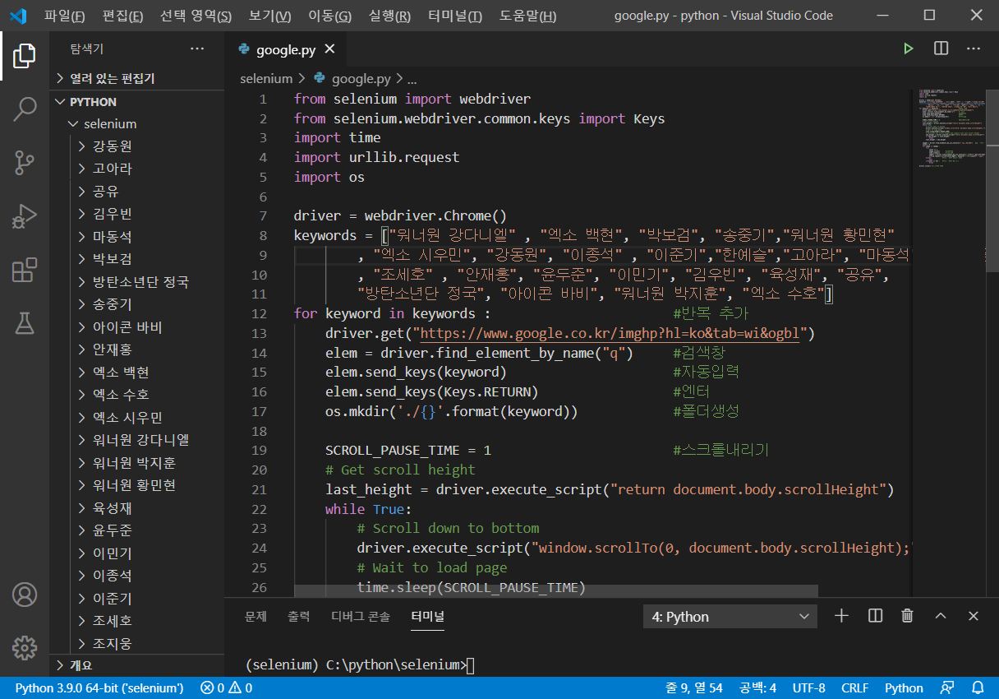 파일(F) 편집(E) 선택 영역(S) 보기(V) 이동(G) 실행(R) 터미널(T) 도움말(H) google.py - python - Visual Studio Code
탐색기
열려 있는 편집기
PYTHON
selenium
강동원
고아라
공유
김우빈
마동석
박보검
방탄소년단 정국
송중기
아이콘 바비
안재홍
엑소 백현
엑소 수호
엑소 시우민
워너원 강다니엘
워너원 박지훈
워너원 황민현
육성재
윤두준
이민기
이종석
이준기
조세호
조지웅
개요
google.py
selenium > google.py > ...
1 from selenium import webdriver
2 from selenium.webdriver.common.keys import Keys
3 import time
4 import urllib.request
5 import os
6
7 driver = webdriver.Chrome()
8 keywords = ["워너원 강다니엘" , "엑소 백현", "박보검", "송중기","워너원 황민현"
9 , "엑소 시우민", "강동원", "이종석" , "이준기","한예슬","고아라", "마동석
10 , "조세호" , "안재홍", "윤두준", "이민기", "김우빈", "육성재", "공유",
11 "방탄소년단 정국", "아이콘 바비", "워너원 박지훈", "엑소 수호"]
12 for keyword in keywords : #반복 추가
13 driver.get("https://www.google.co.kr/imghp?hl=ko&tab=wi&ogbl")
14 elem = driver.find_element_by_name("q") #검색창
15 elem.send_keys(keyword) #자동입력
16 elem.send_keys(Keys.RETURN) #엔터
17 os.mkdir('./{}'.format(keyword)) #폴더생성
18
19 SCROLL_PAUSE_TIME = 1 #스크롤내리기
20 # Get scroll height
21 last_height = driver.execute_script("return document.body.scrollHeight")
22 while True:
23 # Scroll down to bottom
24 driver.execute_script("window.scrollTo(0, document.body.scrollHeight);"
25 # Wait to load page
26 time.sleep(SCROLL_PAUSE_TIME)
문제 출력 디버그 콘솔 터미널 4: Python
(selenium) C:\python\selenium>
Python 3.9.0 64-bit ('selenium') 0 0 줄 9, 열 54 공백: 4 UTF-8 CRLF Python